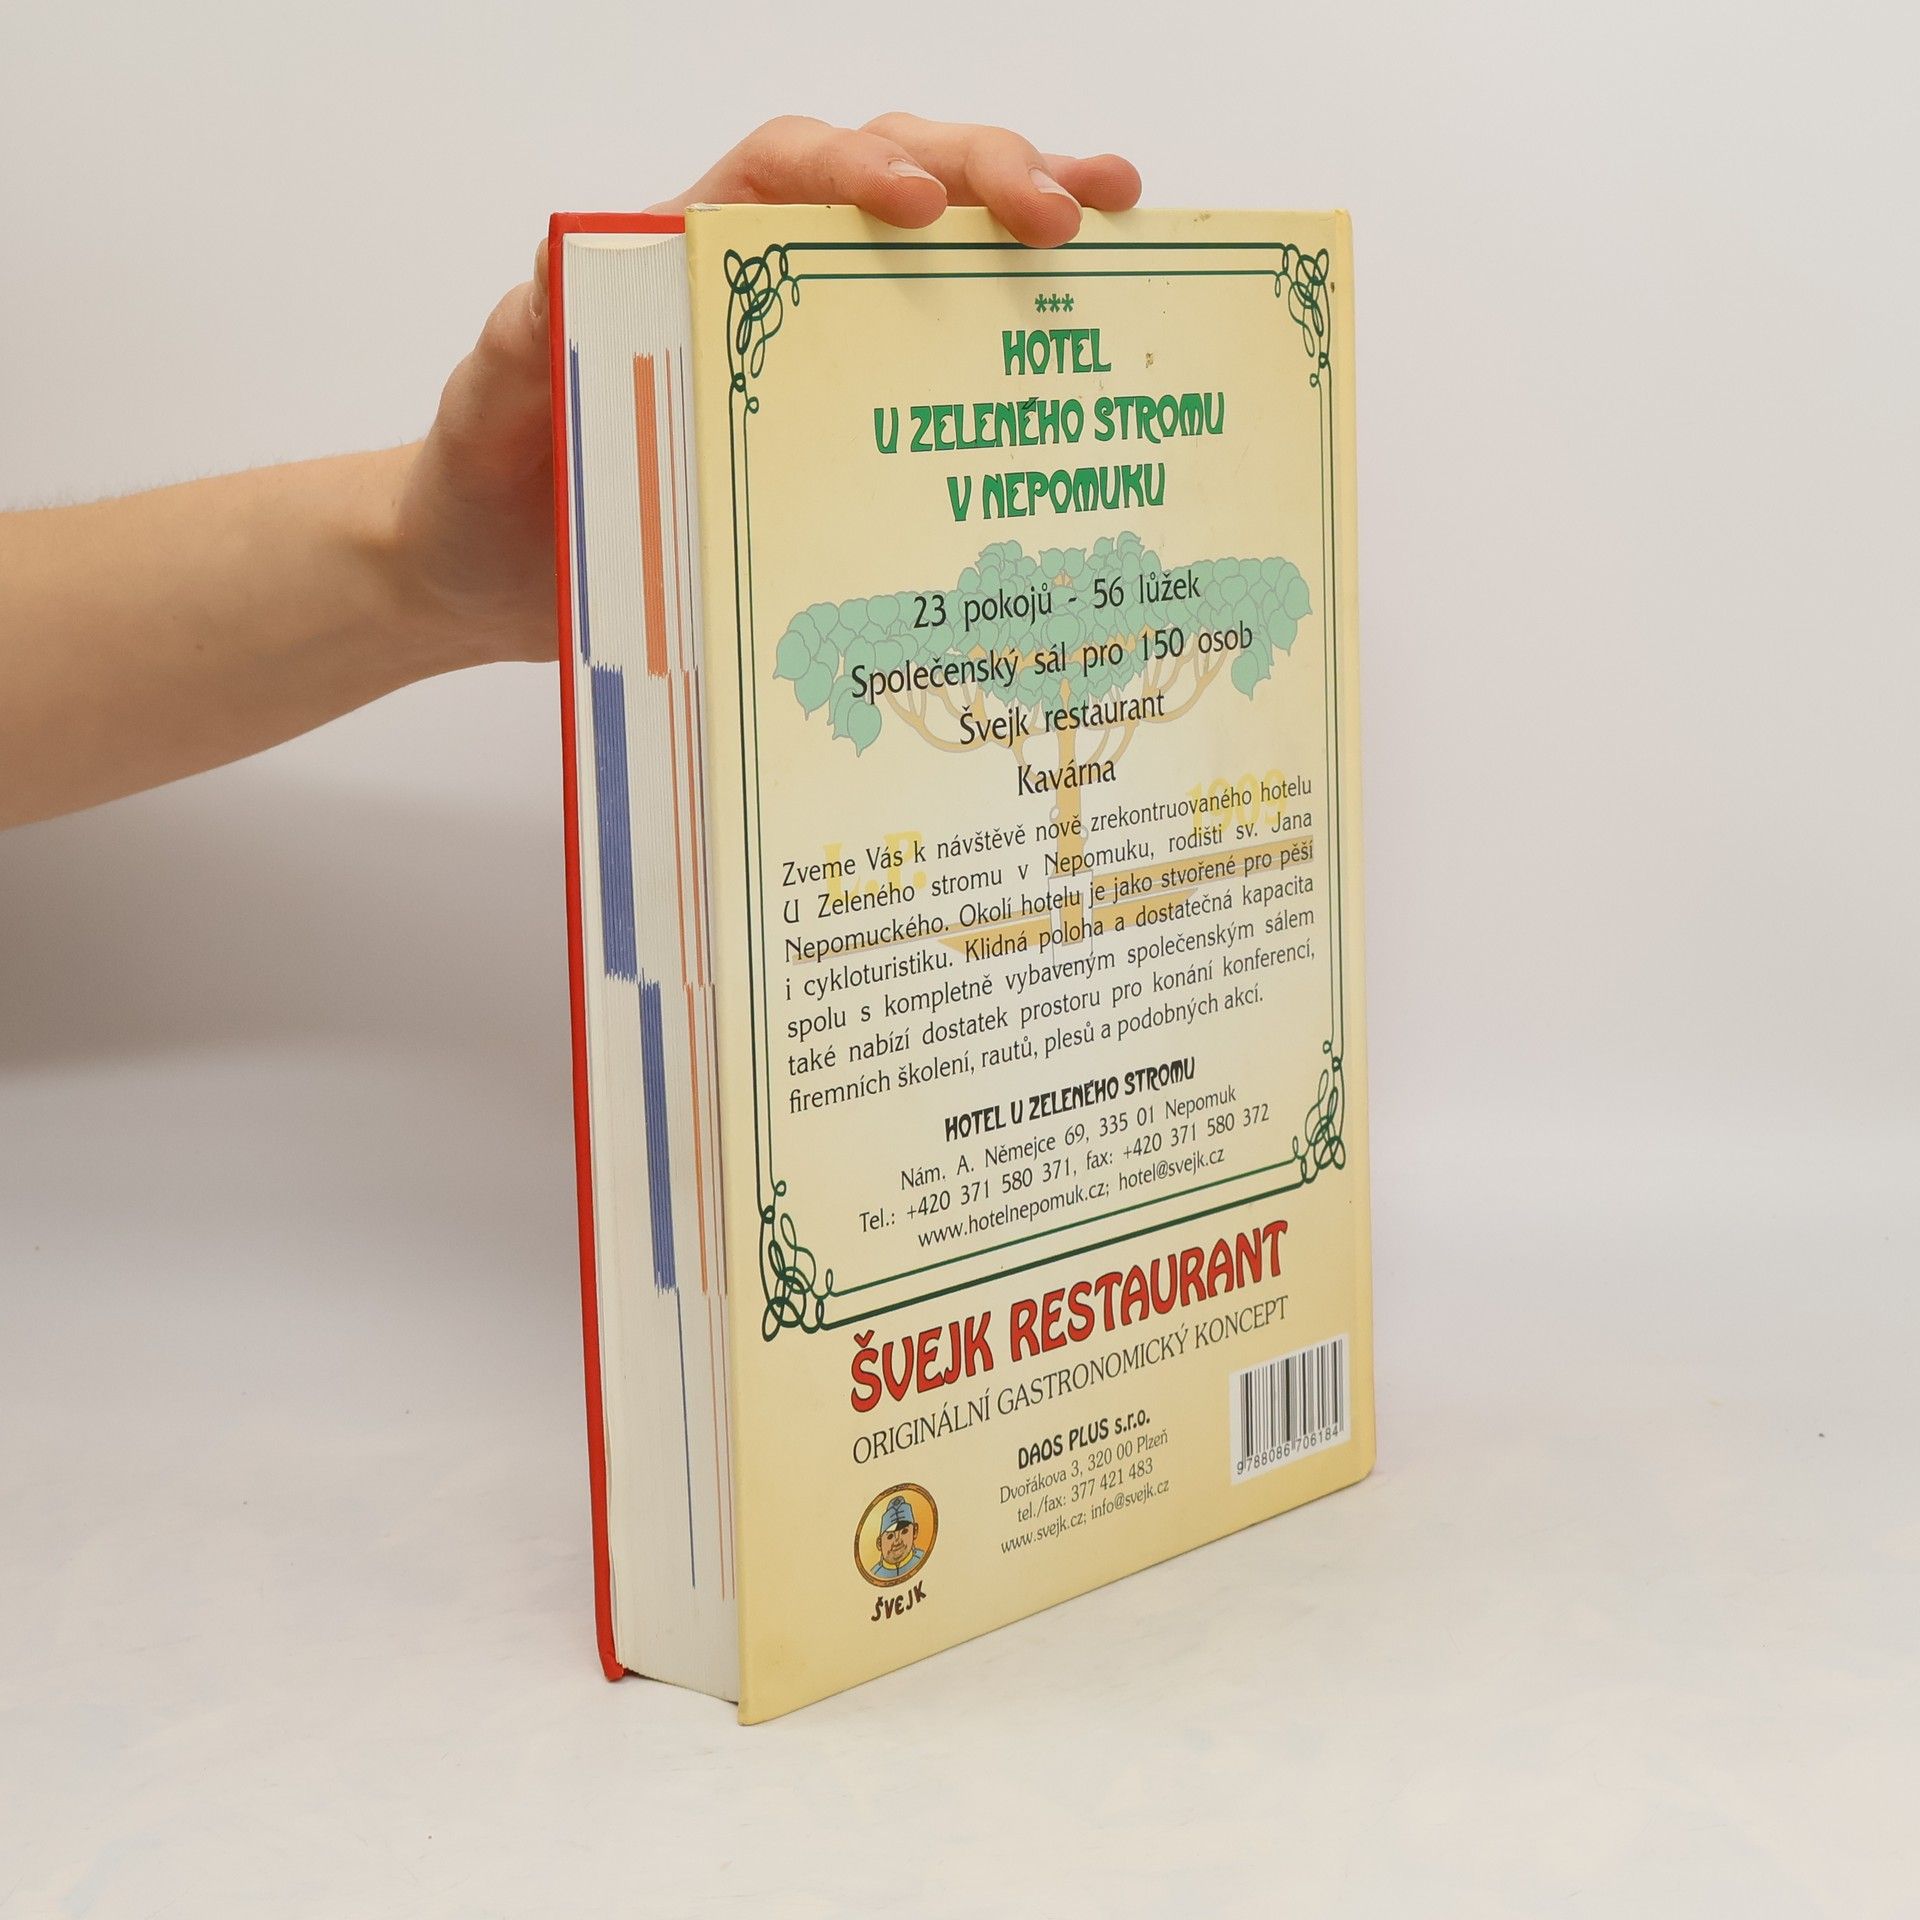 ***
HOTEL
U ZELENÉHO STROMU
V NEPOMUKU
23 pokojů - 56 lůžek
Společenský sál pro 150 osob
Švejk restaurant
Kavárna
1909
Zveme Vás k návštěvě nově zrekontruovaného hotelu
U Zeleného stromu v Nepomuku, rodišti sv. Jana
Nepomuckého. Okolí hotelu je jako stvořené pro pěší
i cykloturistiku. Klidná poloha a dostatečná kapacita
spolu s kompletně vybaveným společenským sálem
také nabízí dostatek prostoru pro konání konferencí,
firemních školení, rautů, plesů a podobných akcí.
HOTEL U ZELENÉHO STROMU
Nám. A. Němejce 69, 335 01 Nepomuk
Tel.: +420 371 580 371, fax: +420 371 580 372
www.hotelnepomuk.cz; hotel@svejk.cz
ŠVEJK RESTAURANT
ORIGINÁLNÍ GASTRONOMICKÝ KONCEPT
DAOS PLUS s.r.o.
Dvořákova 3, 320 00 Plzeň
tel./fax: 377 421 483
www.svejk.cz; info@svejk.cz
ŠVEJK
9788086706184